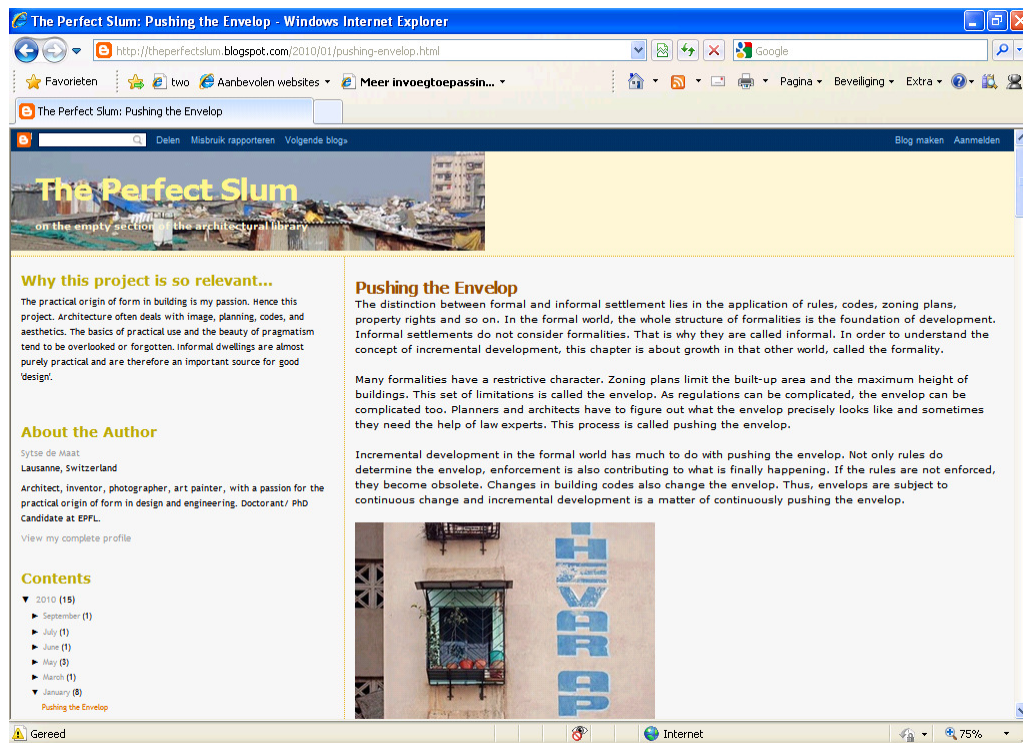 The Perfect Slum: Pushing the Envelop - Windows Internet Explorer
http://theperfectslum.blogspot.com/2010/01/pushing-envelop.html
Google
Favorieten
two
Aanbevolen websites
Meer invoegtoepassin...
Pagina
Beveiliging
Extra
The Perfect Slum: Pushing the Envelop
Delen Misbruik rapporteren Volgende blog»
Blog maken Aanmelden
The Perfect Slum
on the empty section of the architectural library
Why this project is so relevant...
The practical origin of form in building is my passion. Hence this
project. Architecture often deals with image, planning, codes, and
aesthetics. The basics of practical use and the beauty of pragmatism
tend to be overlooked or forgotten. Informal dwellings are almost
purely practical and are therefore an important source for good
'design'.
About the Author
Sytse de Maat
Lausanne, Switzerland
Architect, inventor, photographer, art painter, with a passion for the
practical origin of form in design and engineering. Doctorant/ PhD
Candidate at EPFL.
View my complete profile
Contents
▼ 2010 (15)
► September (1)
► July (1)
► June (1)
► May (3)
► March (1)
▼ January (8)
Pushing the Envelop
Pushing the Envelop
The distinction between formal and informal settlement lies in the application of rules, codes, zoning plans,
property rights and so on. In the formal world, the whole structure of formalities is the foundation of development.
Informal settlements do not consider formalities. That is why they are called informal. In order to understand the
concept of incremental development, this chapter is about growth in that other world, called the formality.
Many formalities have a restrictive character. Zoning plans limit the built-up area and the maximum height of
buildings. This set of limitations is called the envelop. As regulations can be complicated, the envelop can be
complicated too. Planners and architects have to figure out what the envelop precisely looks like and sometimes
they need the help of law experts. This process is called pushing the envelop.
Incremental development in the formal world has much to do with pushing the envelop. Not only rules do
determine the envelop, enforcement is also contributing to what is finally happening. If the rules are not enforced,
they become obsolete. Changes in building codes also change the envelop. Thus, envelops are subject to
continuous change and incremental development is a matter of continuously pushing the envelop.
HEVAR AP
Gereed
Internet
75%